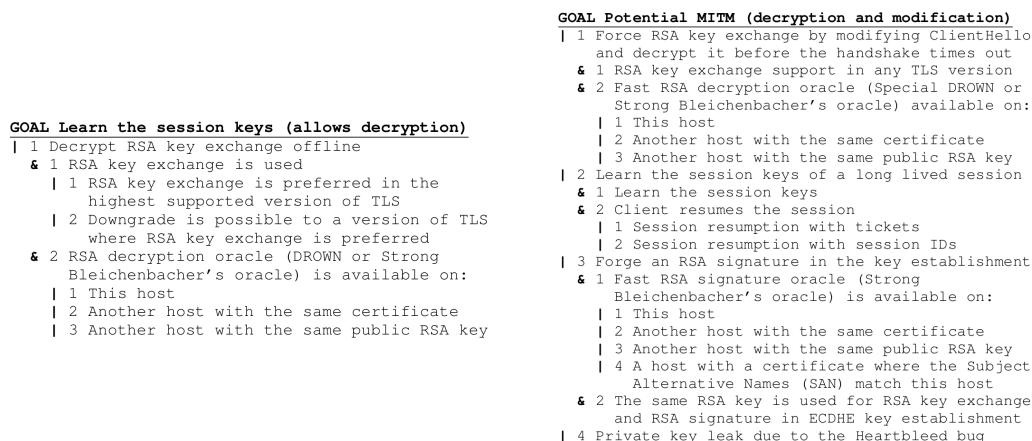 GOAL Learn the session keys (allows decryption)
| 1 Decrypt RSA key exchange offline
& 1 RSA key exchange is used
| 1 RSA key exchange is preferred in the
highest supported version of TLS
| 2 Downgrade is possible to a version of TLS
where RSA key exchange is preferred
& 2 RSA decryption oracle (DROWN or Strong
Bleichenbacher's oracle) is available on:
| 1 This host
| 2 Another host with the same certificate
| 3 Another host with the same public RSA key
GOAL Potential MITM (decryption and modification)
| 1 Force RSA key exchange by modifying ClientHello
and decrypt it before the handshake times out
& 1 RSA key exchange support in any TLS version
& 2 Fast RSA decryption oracle (Special DROWN or
Strong Bleichenbacher's oracle) available on:
| 1 This host
| 2 Another host with the same certificate
| 3 Another host with the same public RSA key
| 2 Learn the session keys of a long lived session
& 1 Learn the session keys
& 2 Client resumes the session
| 1 Session resumption with tickets
| 2 Session resumption with session IDs
| 3 Forge an RSA signature in the key establishment
& 1 Fast RSA signature oracle (Strong
Bleichenbacher's oracle) is available on:
| 1 This host
| 2 Another host with the same certificate
| 3 Another host with the same public RSA key
| 4 A host with a certificate where the Subject
Alternative Names (SAN) match this host
& 2 The same RSA key is used for RSA key exchange
and RSA signature in ECDHE key establishment
| 4 Private key leak due to the Heartbleed bug